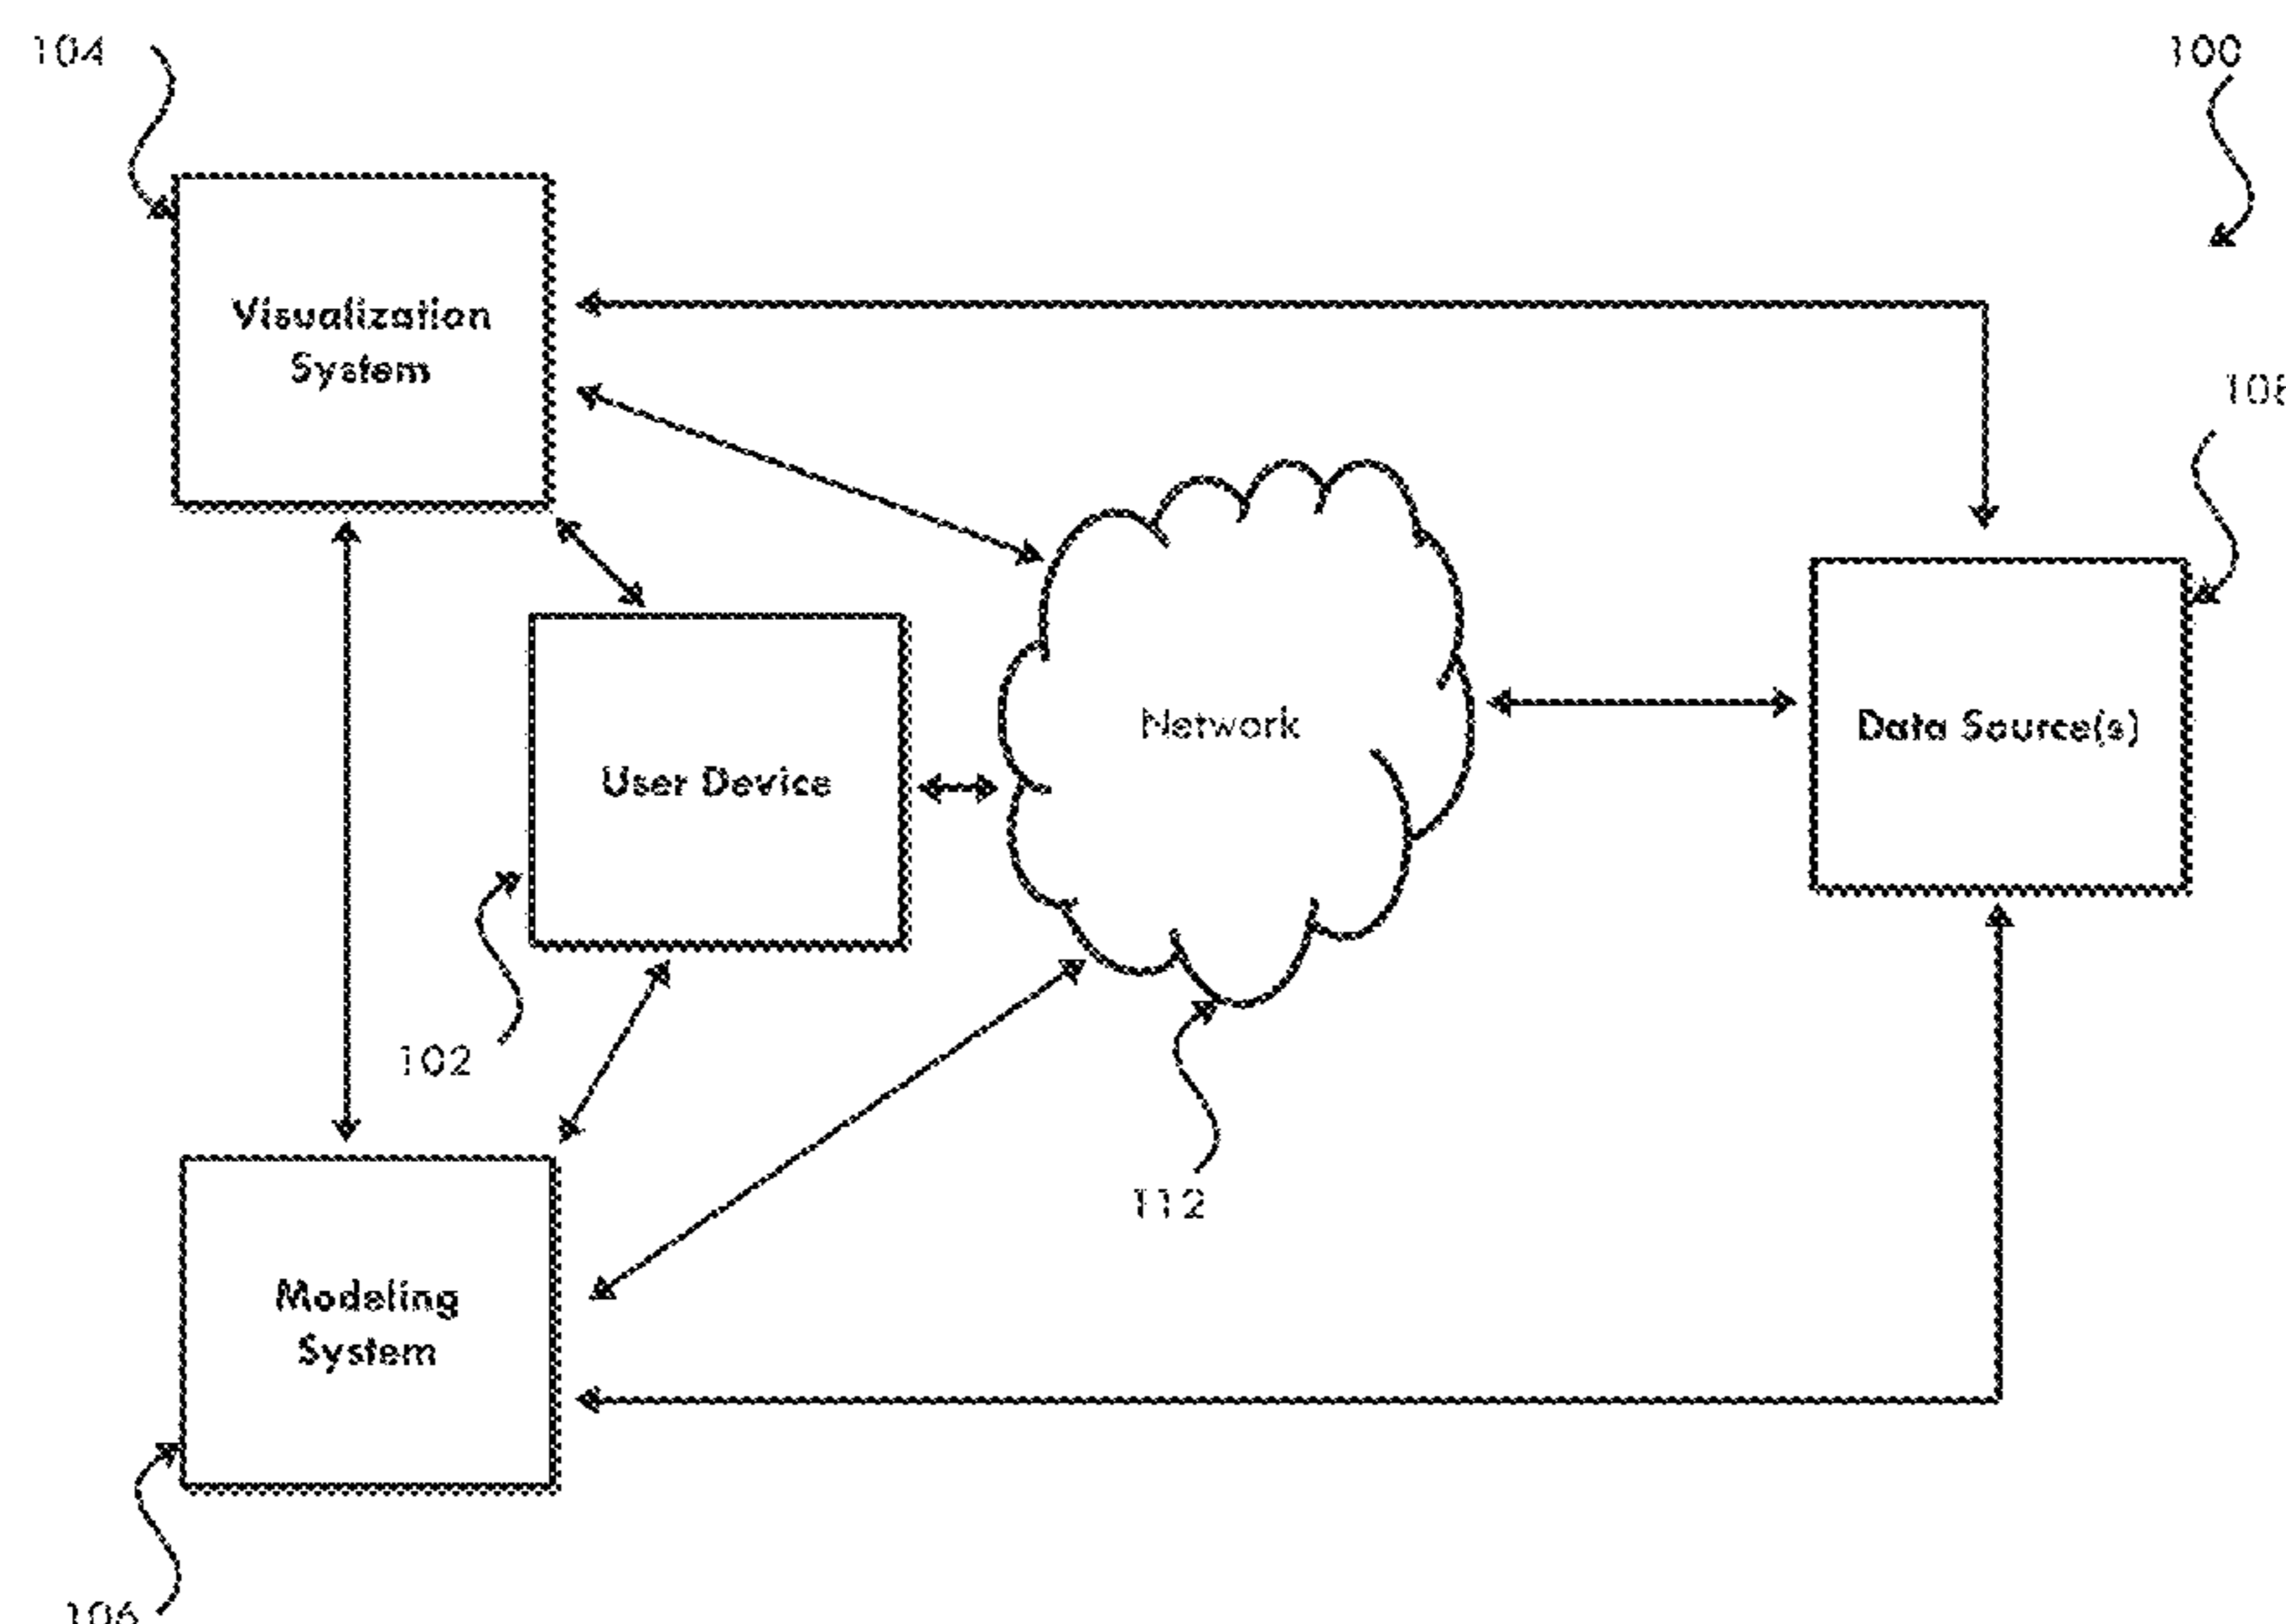 104
100
Visualization
System
108
Network
Data Source(s)
User Device
102
112
Modeling
System
106